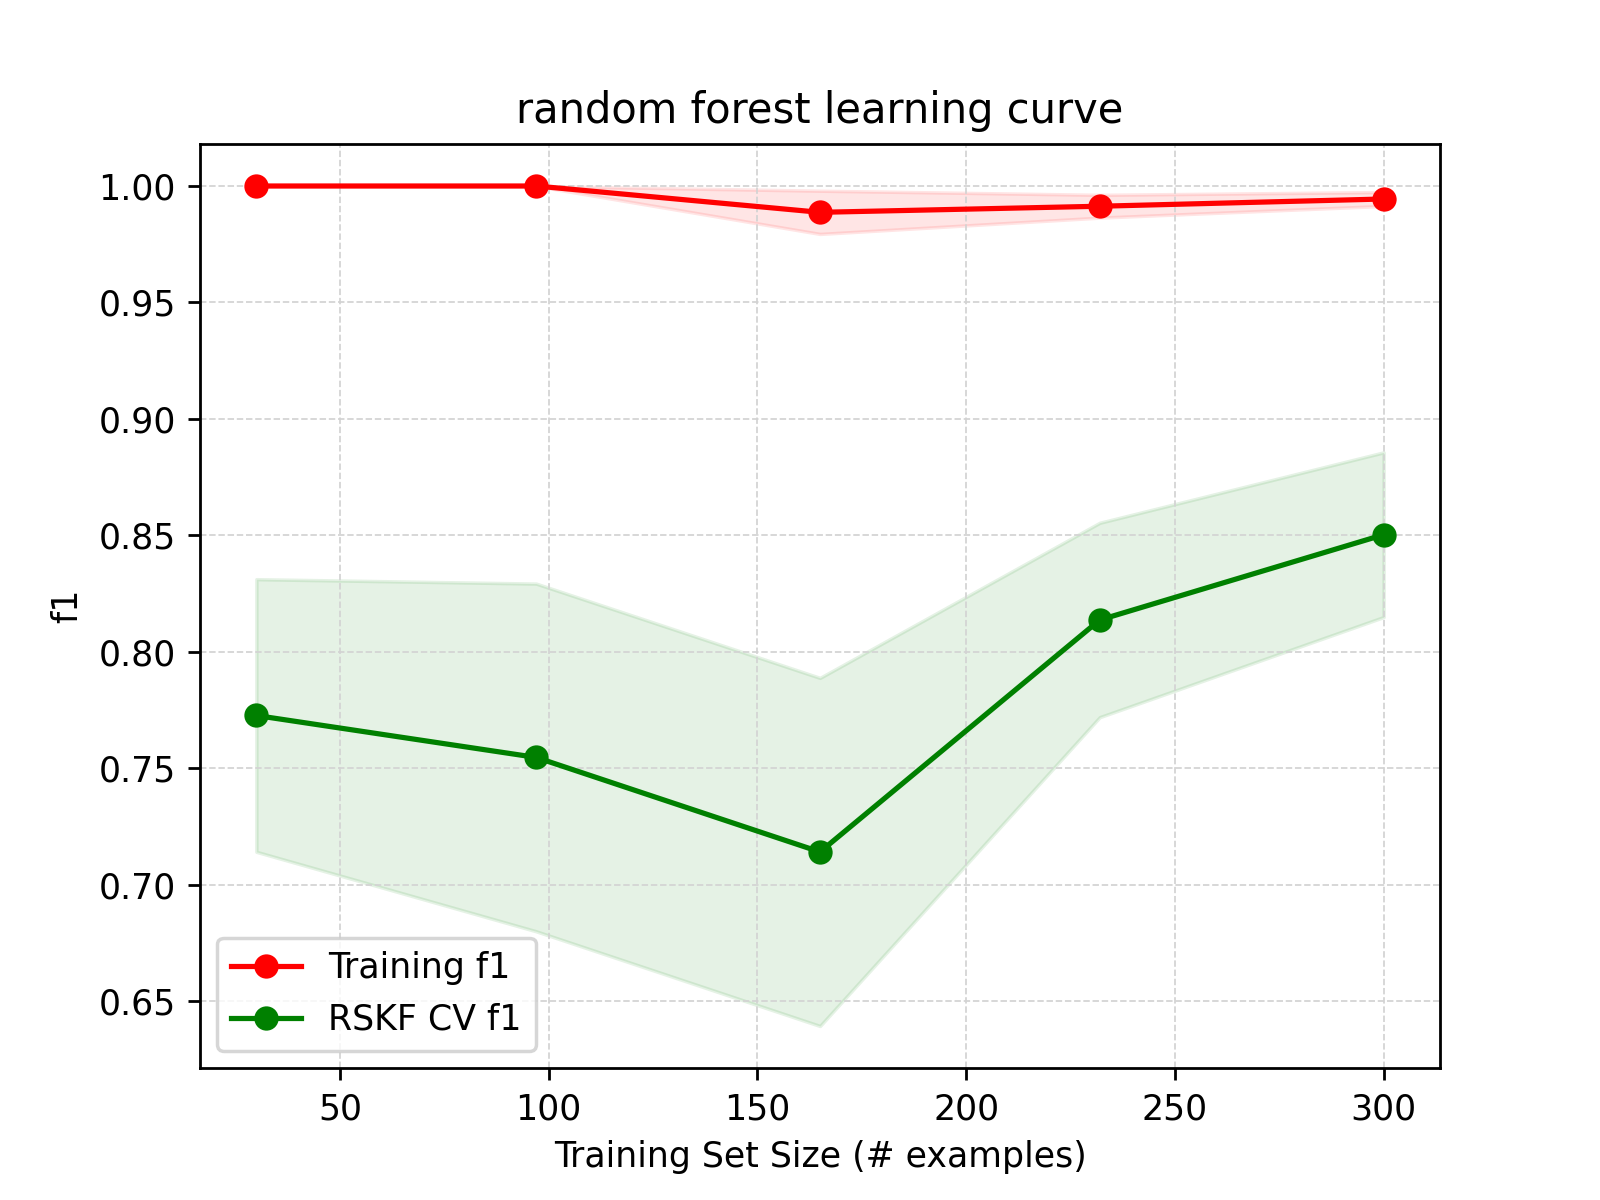 random forest learning curve
1.00
0.95
0.90
0.85
0.80
0.75
0.70
0.65
f1
Training f1
RSKF CV f1
50 100 150 200 250 300
Training Set Size (# examples)